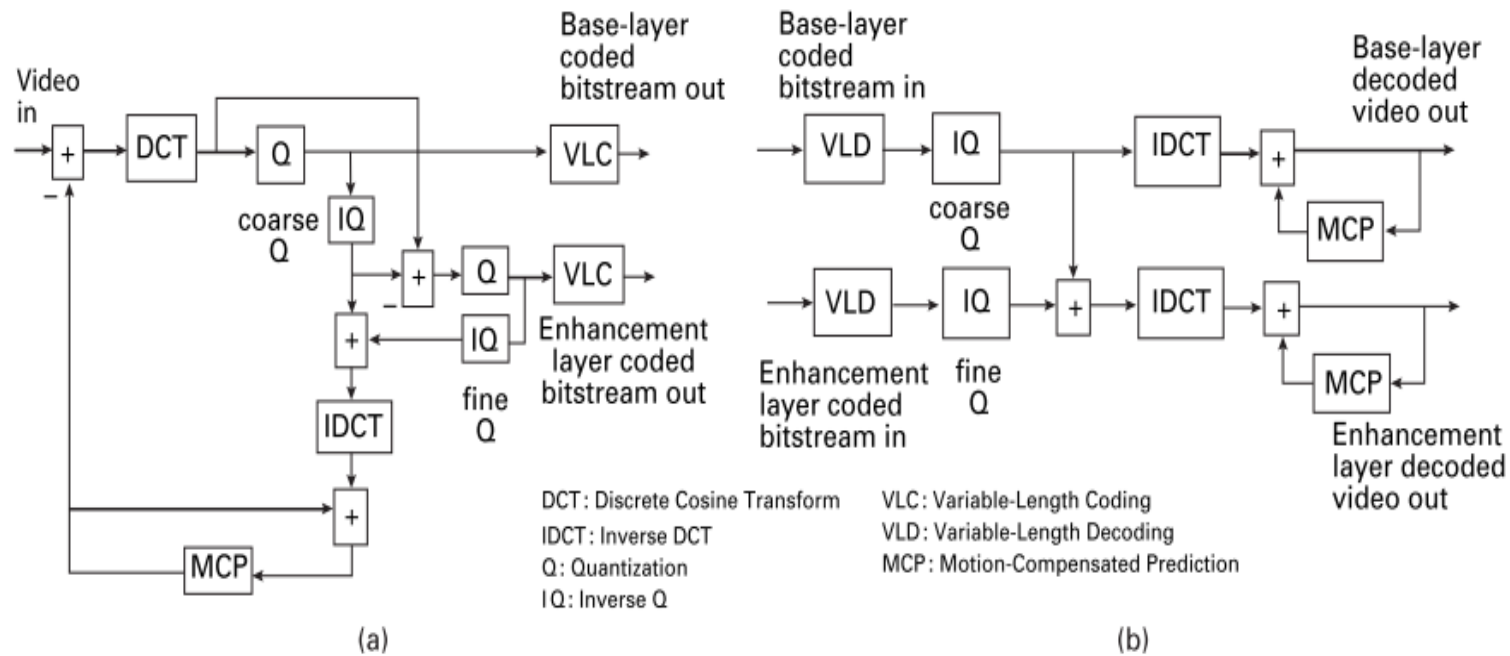 Video
in
+
−
DCT
Q
Base-layer
coded
bitstream out
VLC
coarse
Q
IQ
+
−
Q
VLC
+
IQ
Enhancement
layer coded
bitstream out
fine
Q
IDCT
+
MCP
(a)
Base-layer
coded
bitstream in
VLD
IQ
coarse
Q
IDCT
+
Base-layer
decoded
video out
MCP
VLD
IQ
+
IDCT
+
Enhancement
layer coded
bitstream in
fine
Q
MCP
Enhancement
layer decoded
video out
DCT: Discrete Cosine Transform
IDCT: Inverse DCT
Q: Quantization
IQ: Inverse Q
VLC: Variable-Length Coding
VLD: Variable-Length Decoding
MCP: Motion-Compensated Prediction
(b)